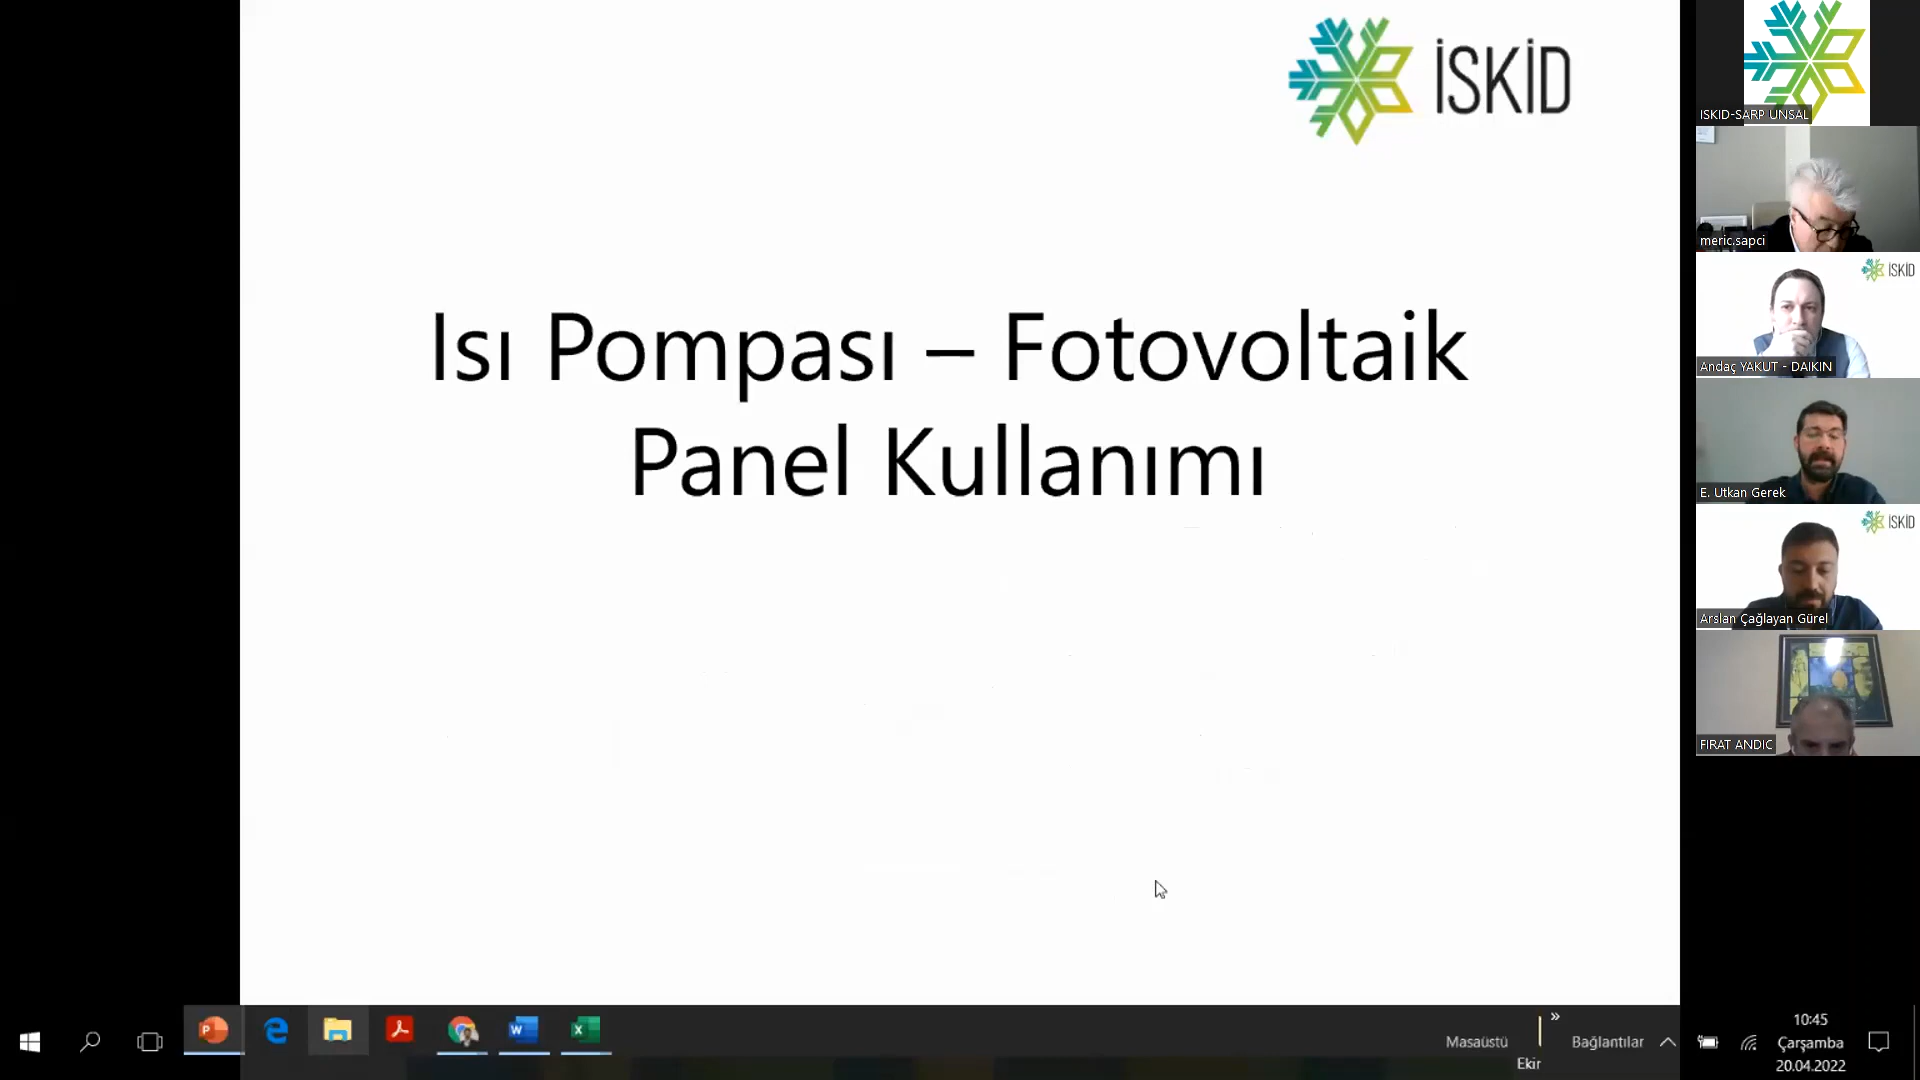 İSKİD
Isı Pompası – Fotovoltaik
Panel Kullanımı
ISKID-SARP ÜNSAL
meric.sapci
İSKİD
Andaç YAKUT - DAIKIN
E. Utkan Gerek
İSKİD
Arslan Çağlayan Gürel
FIRAT ANDIC
Masaüstü
Ekir
»
Bağlantılar
10:45
Çarşamba
20.04.2022